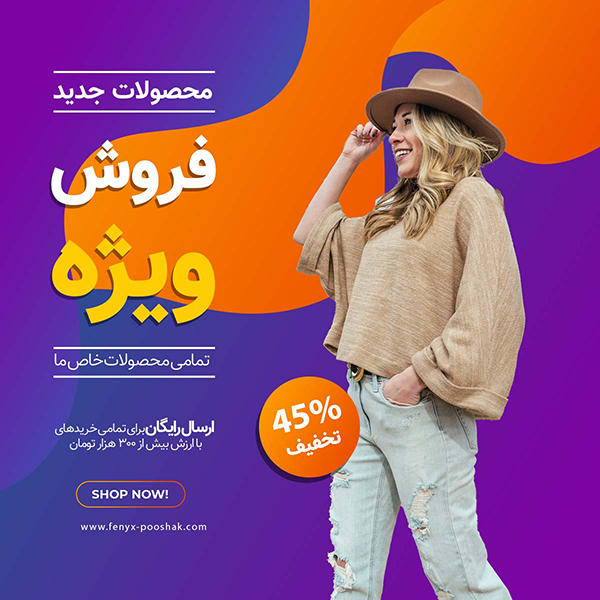 محصولات جدید
فروش
ویژه
تمامی محصولات خاص ما
45%
تخفیف
ارسال رایگان برای تمامی خریدهای
با ارزش بیش از ۳۰۰ هزار تومان
SHOP NOW!
www.fenyx-pooshak.com